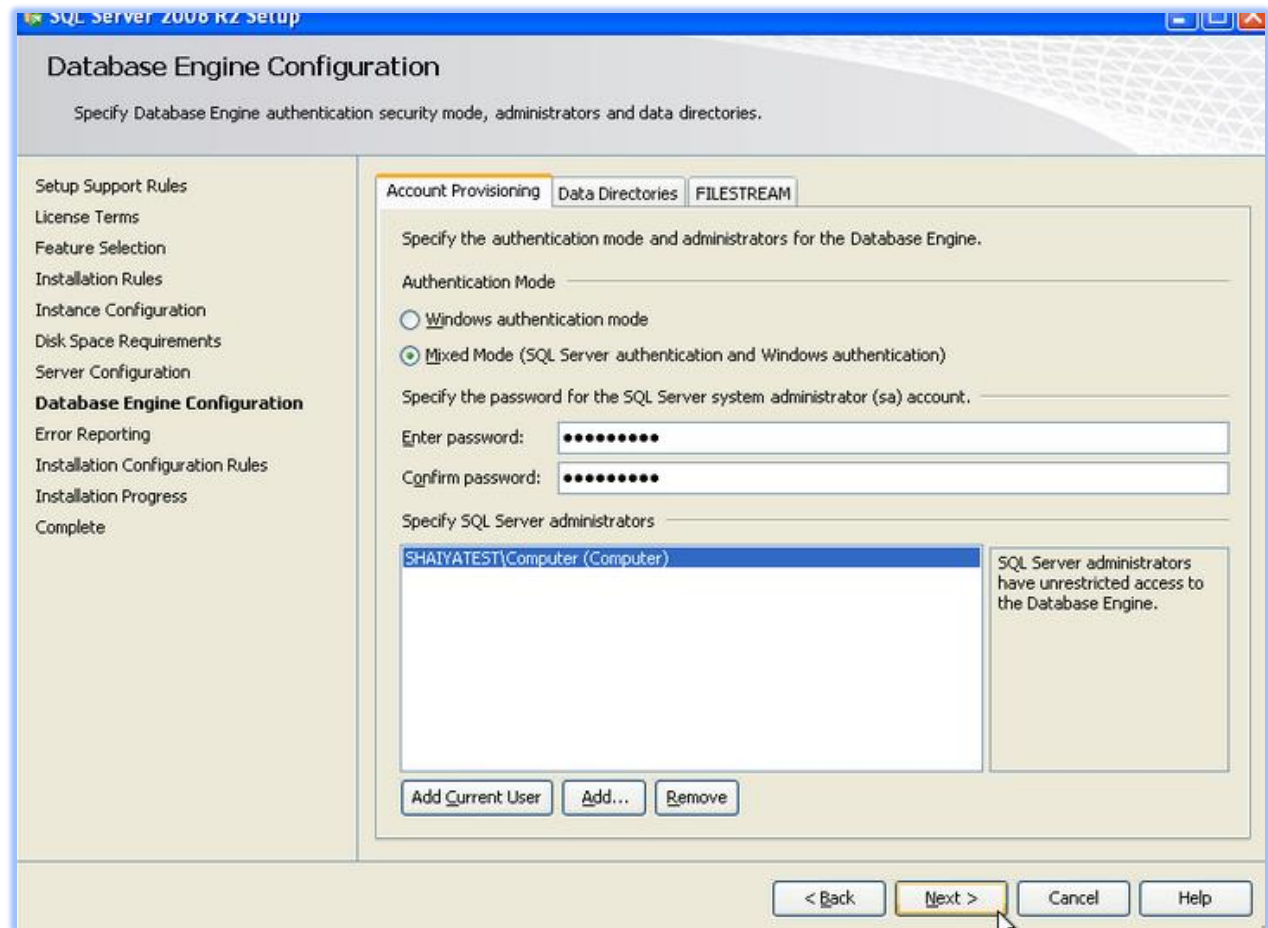 SQL Server 2008 R2 Setup
Database Engine Configuration
Specify Database Engine authentication security mode, administrators and data directories.
Setup Support Rules
License Terms
Feature Selection
Installation Rules
Instance Configuration
Disk Space Requirements
Server Configuration
Database Engine Configuration
Error Reporting
Installation Configuration Rules
Installation Progress
Complete
Account Provisioning
Data Directories
FILESTREAM
Specify the authentication mode and administrators for the Database Engine.
Authentication Mode
Windows authentication mode
Mixed Mode (SQL Server authentication and Windows authentication)
Specify the password for the SQL Server system administrator (sa) account.
Enter password: ●●●●●●●●●
Confirm password: ●●●●●●●●●
Specify SQL Server administrators
SHAIYATEST\Computer (Computer)
SQL Server administrators
have unrestricted access to
the Database Engine.
Add Current User
Add...
Remove
< Back
Next >
Cancel
Help